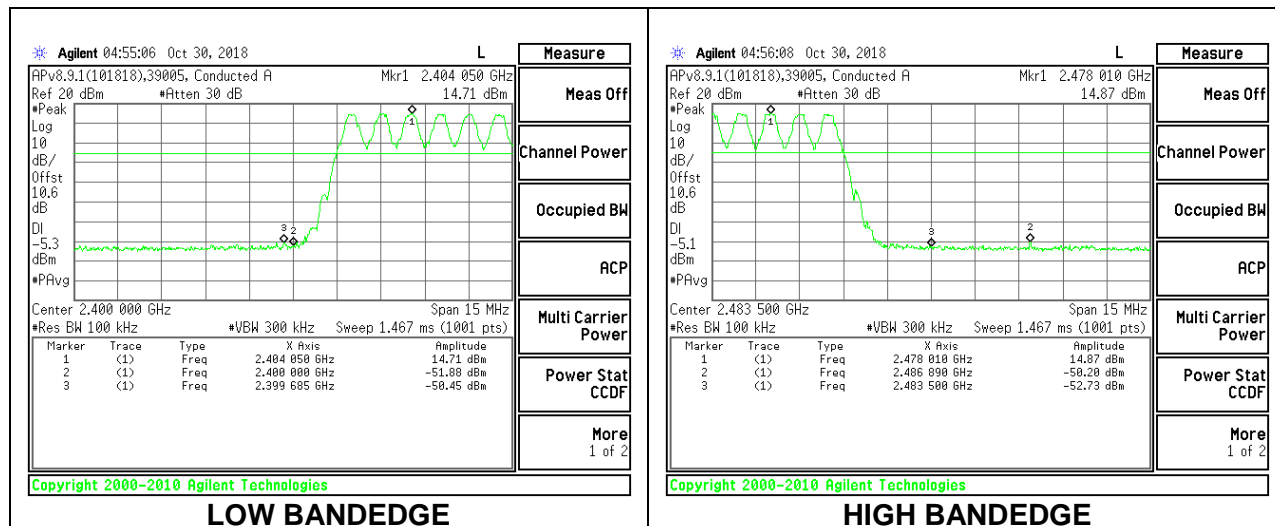 Agilent 04:55:06 Oct 30, 2018 L
Measure
APv8.9.1(101818),39005, Conducted A Mkr1 2.404 050 GHz
Ref 20 dBm #Atten 30 dB 14.71 dBm
Meas Off
#Peak
Log
10
dB/
Offst
10.6
dB
DI
-5.3
dBm
#PAvg
1
3 2
Channel Power
Occupied BW
ACP
Center 2.400 000 GHz Span 15 MHz
#Res BW 100 kHz #VBW 300 kHz Sweep 1.467 ms (1001 pts)
Multi Carrier
Power
Marker Trace Type X Axis Amplitude
1 (1) Freq 2.404 050 GHz 14.71 dBm
2 (1) Freq 2.400 000 GHz -51.88 dBm
3 (1) Freq 2.399 685 GHz -50.45 dBm
Power Stat
CCDF
More
1 of 2
Copyright 2000-2010 Agilent Technologies
LOW BANDEDGE
Agilent 04:56:08 Oct 30, 2018 L
Measure
APv8.9.1(101818),39005, Conducted A Mkr1 2.478 010 GHz
Ref 20 dBm #Atten 30 dB 14.87 dBm
Meas Off
#Peak
Log
10
dB/
Offst
10.6
dB
DI
-5.1
dBm
#PAvg
1
3
2
Channel Power
Occupied BW
ACP
Center 2.483 500 GHz Span 15 MHz
#Res BW 100 kHz #VBW 300 kHz Sweep 1.467 ms (1001 pts)
Multi Carrier
Power
Marker Trace Type X Axis Amplitude
1 (1) Freq 2.478 010 GHz 14.87 dBm
2 (1) Freq 2.486 890 GHz -50.20 dBm
3 (1) Freq 2.483 500 GHz -52.73 dBm
Power Stat
CCDF
More
1 of 2
Copyright 2000-2010 Agilent Technologies
HIGH BANDEDGE